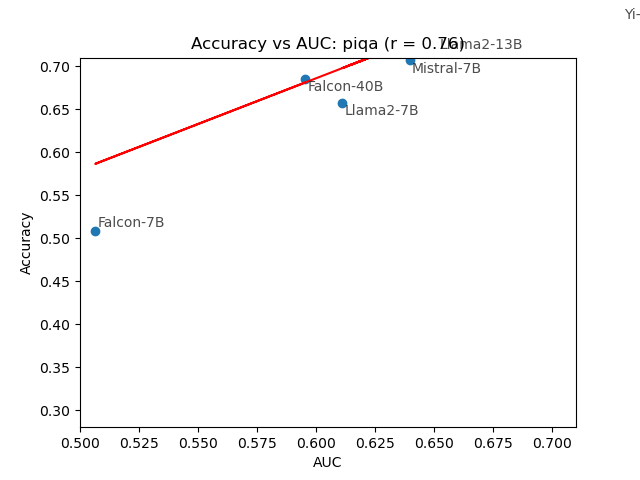 Yi-
Accuracy vs AUC: piqa (r = 0.76)
Llama2-13B
Mistral-7B
Falcon-40B
Llama2-7B
Falcon-7B
0.70
0.65
0.60
0.55
0.50
0.45
0.40
0.35
0.30
Accuracy
0.500 0.525 0.550 0.575 0.600 0.625 0.650 0.675 0.700
AUC